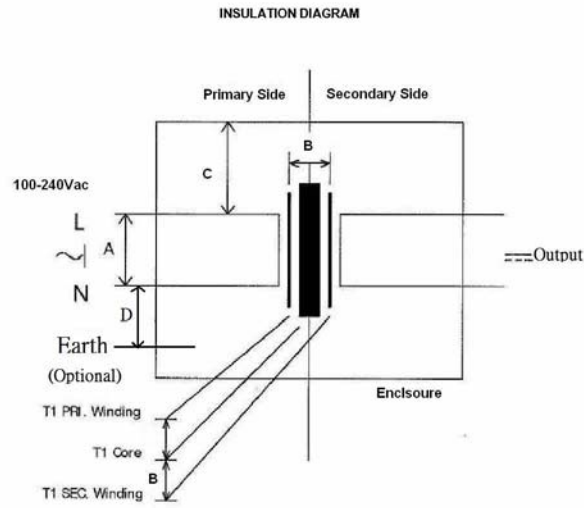 INSULATION DIAGRAM
Primary Side
Secondary Side
B
C
100-240Vac
L
A
N
Output
D
Earth
(Optional)
Enclsoure
T1 PRI. Winding
T1 Core
B
T1 SEC. Winding